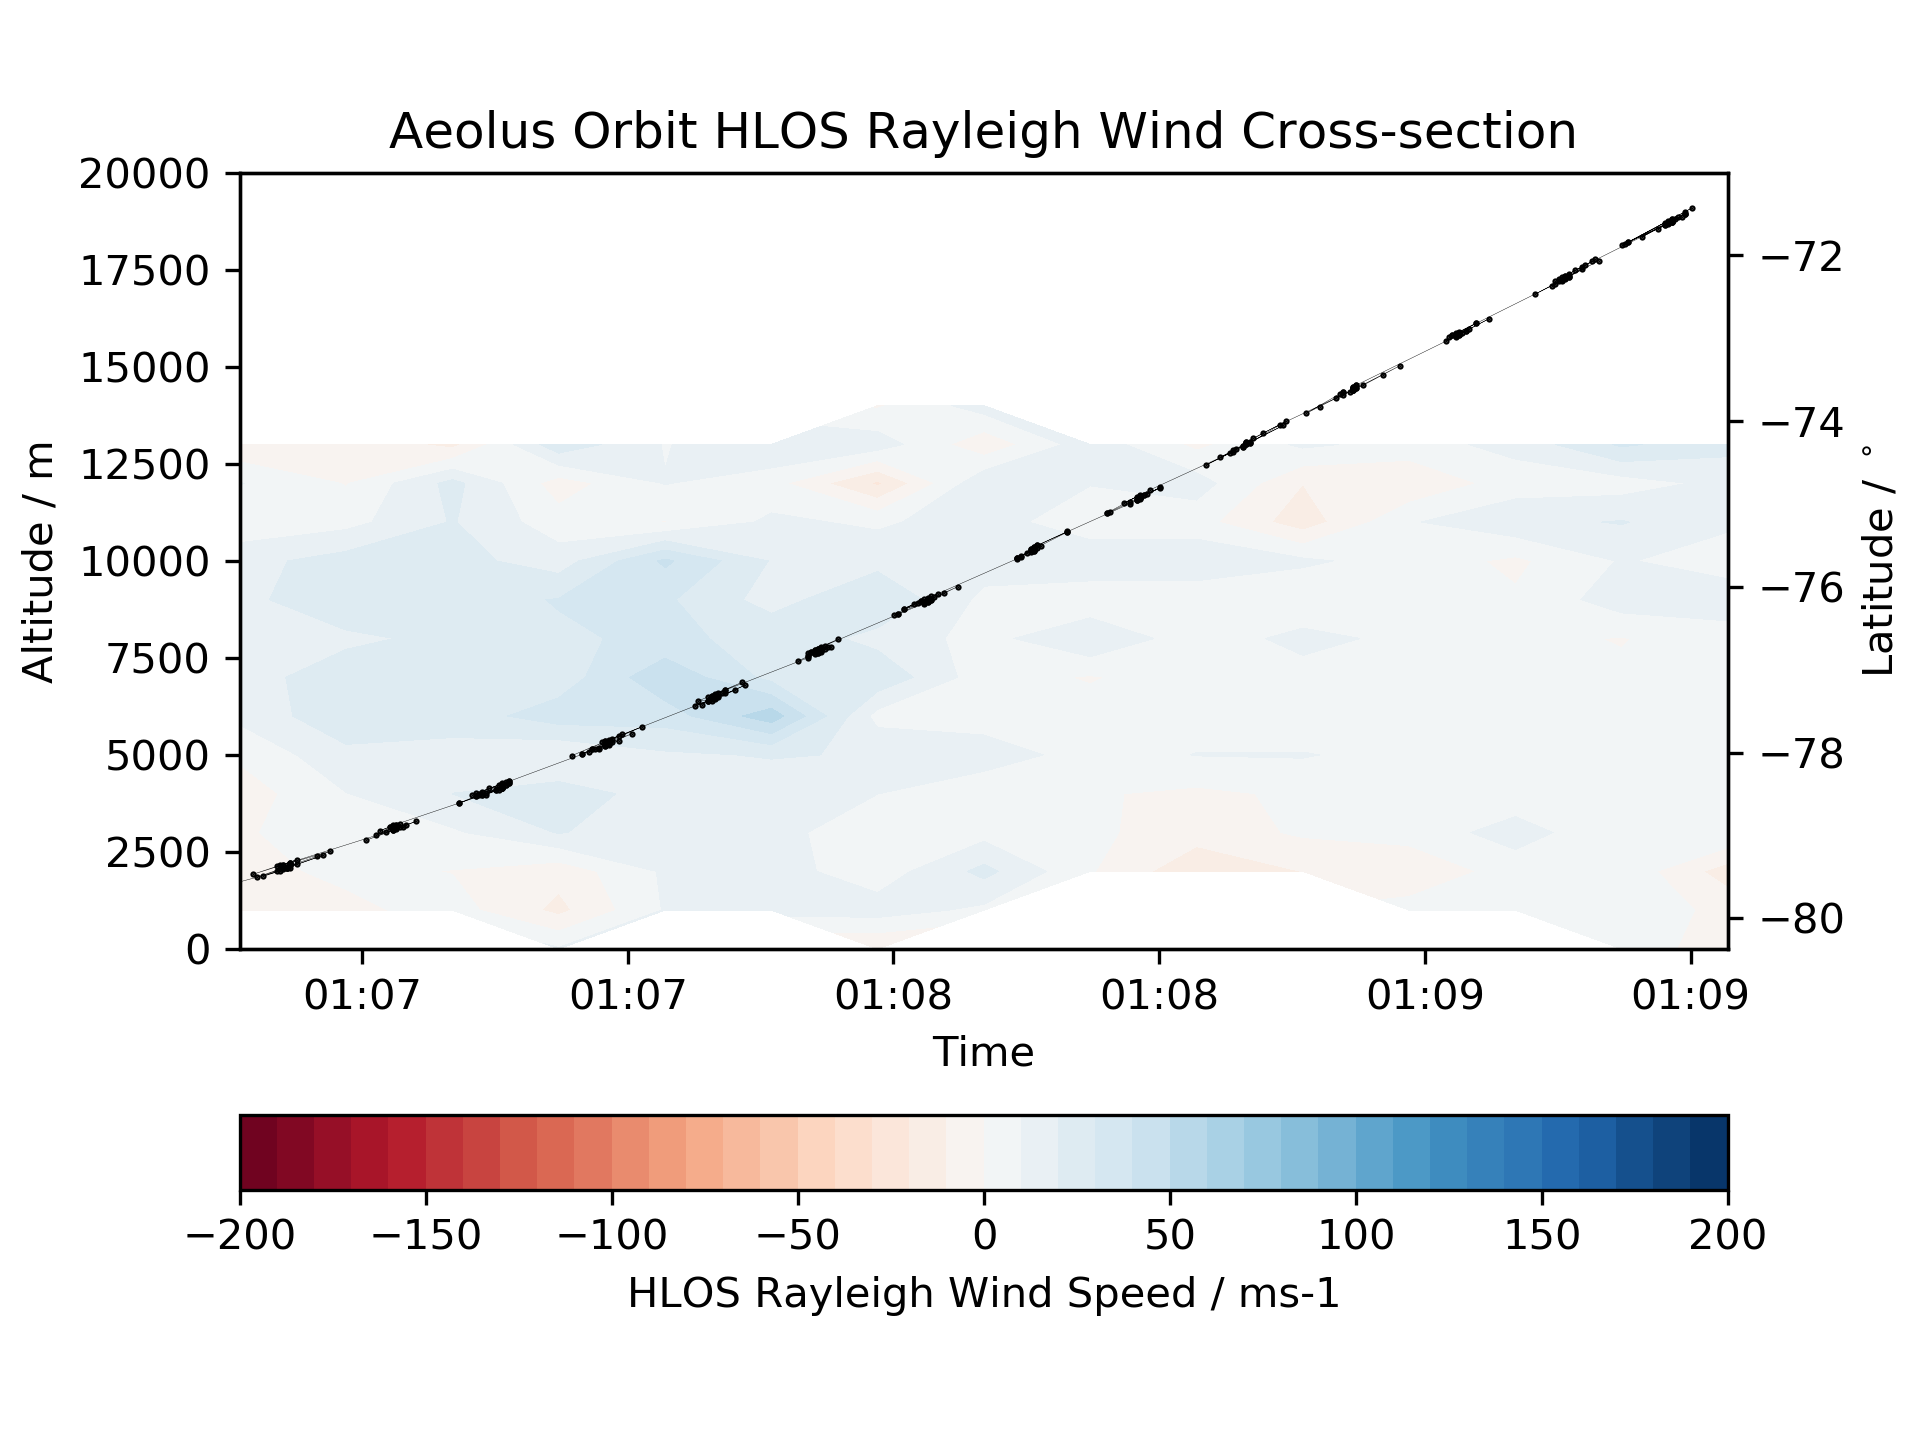 Aeolus Orbit HLOS Rayleigh Wind Cross-section
20000
17500
15000
12500
10000
7500
5000
2500
0
Altitude / m
−72
−74
−76
−78
−80
Latitude / °
01:07 01:07 01:08 01:08 01:09 01:09
Time
−200 −150 −100 −50 0 50 100 150 200
HLOS Rayleigh Wind Speed / ms-1